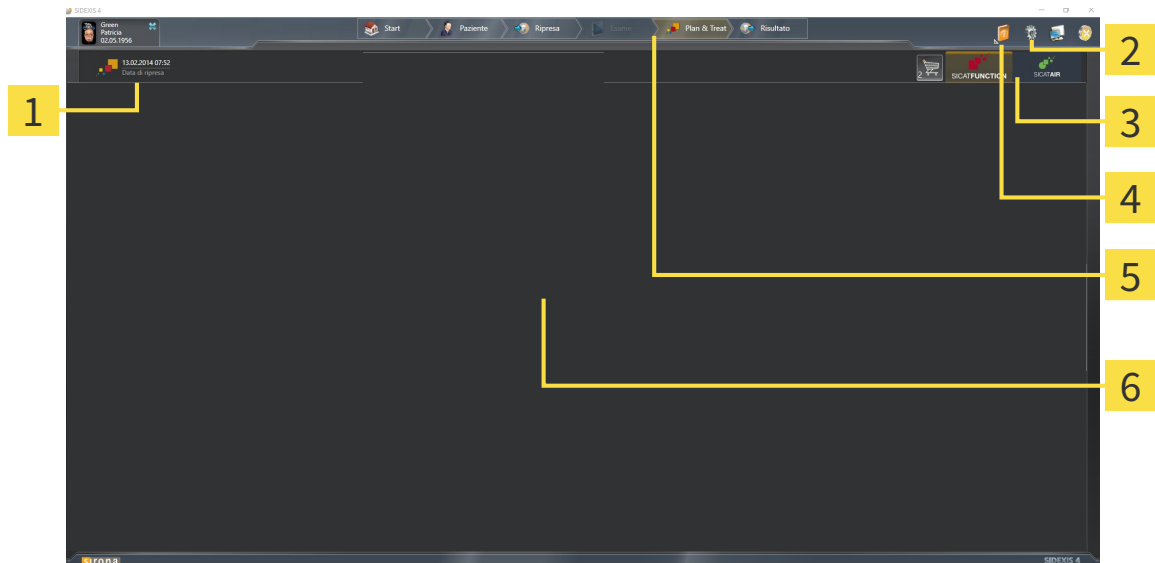 SIDEXIS 4
Green
Patricia
02.05.1956
Start
Paziente
Ripresa
Esame
Plan & Treat
Risultato
13.02.2014 07:52
Data di ripresa
2
SICATFUNCTION
SICATAIR
1
2
3
4
5
6
sirona
SIDEXIS 4